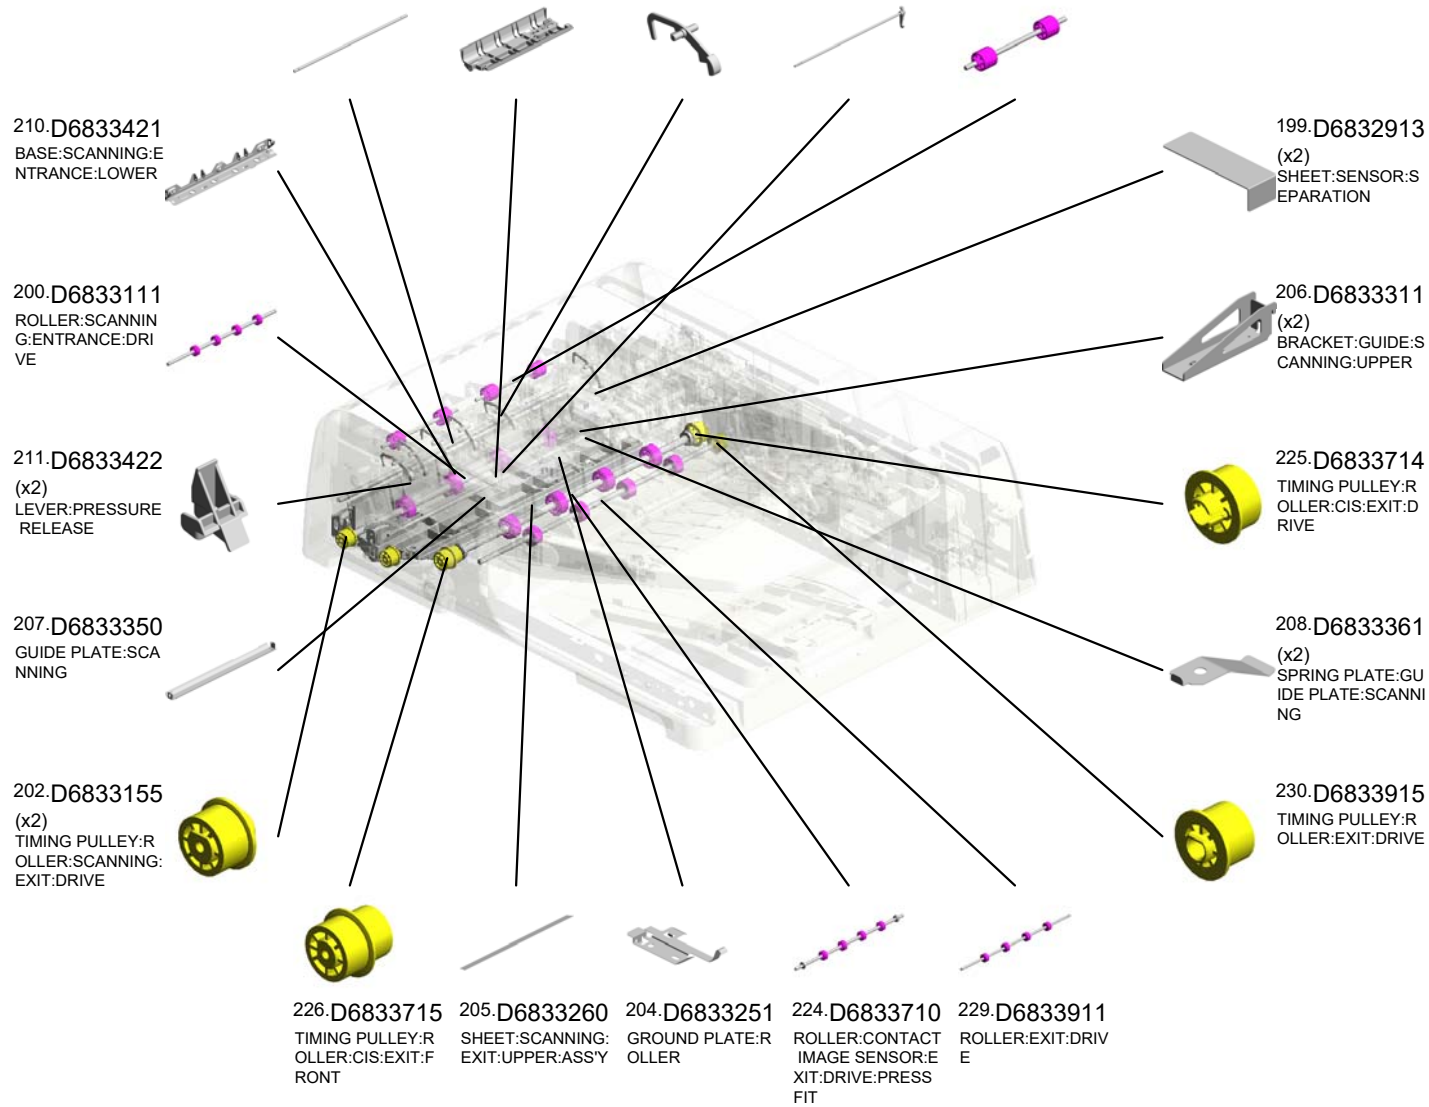 210.D6833421
BASE:SCANNING:E
NTRANCE:LOWER
200.D6833111
ROLLER:SCANNIN
G:ENTRANCE:DRI
VE
211.D6833422
(x2)
LEVER:PRESSURE
RELEASE
207.D6833350
GUIDE PLATE:SCA
NNING
202.D6833155
(x2)
TIMING PULLEY:R
OLLER:SCANNING:
EXIT:DRIVE
226.D6833715
TIMING PULLEY:R
OLLER:CIS:EXIT:F
RONT
205.D6833260
SHEET:SCANNING:
EXIT:UPPER:ASS'Y
204.D6833251
GROUND PLATE:R
OLLER
224.D6833710
ROLLER:CONTACT
IMAGE SENSOR:E
XIT:DRIVE:PRESS
FIT
229.D6833911
ROLLER:EXIT:DRIV
E
199.D6832913
(x2)
SHEET:SENSOR:S
EPARATION
206.D6833311
(x2)
BRACKET:GUIDE:S
CANNING:UPPER
225.D6833714
TIMING PULLEY:R
OLLER:CIS:EXIT:D
RIVE
208.D6833361
(x2)
SPRING PLATE:GU
IDE PLATE:SCANNI
NG
230.D6833915
TIMING PULLEY:R
OLLER:EXIT:DRIVE